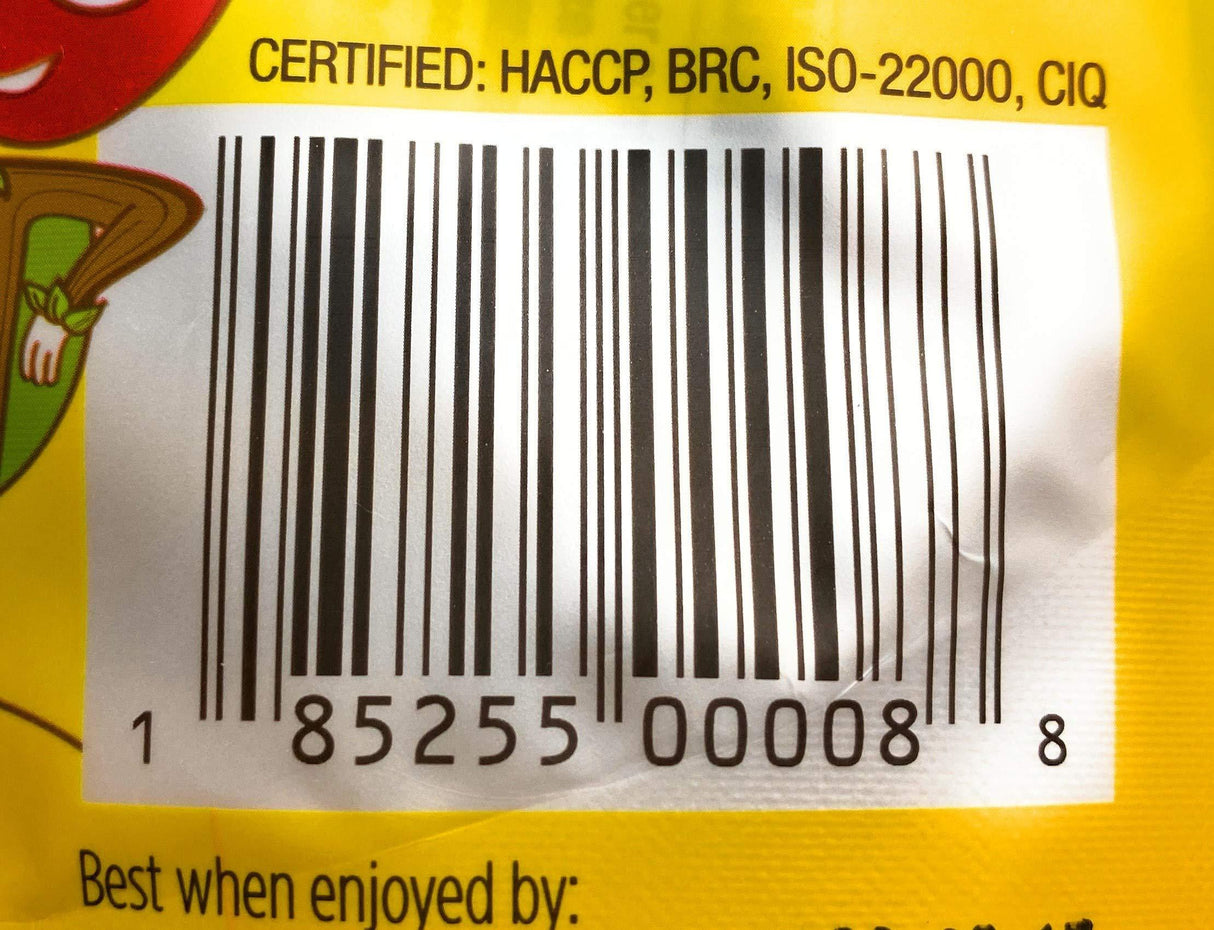 CERTIFIED: HACCP, BRC, ISO-22000, CIQ
1 85255 00008 8
Best when enjoyed by: